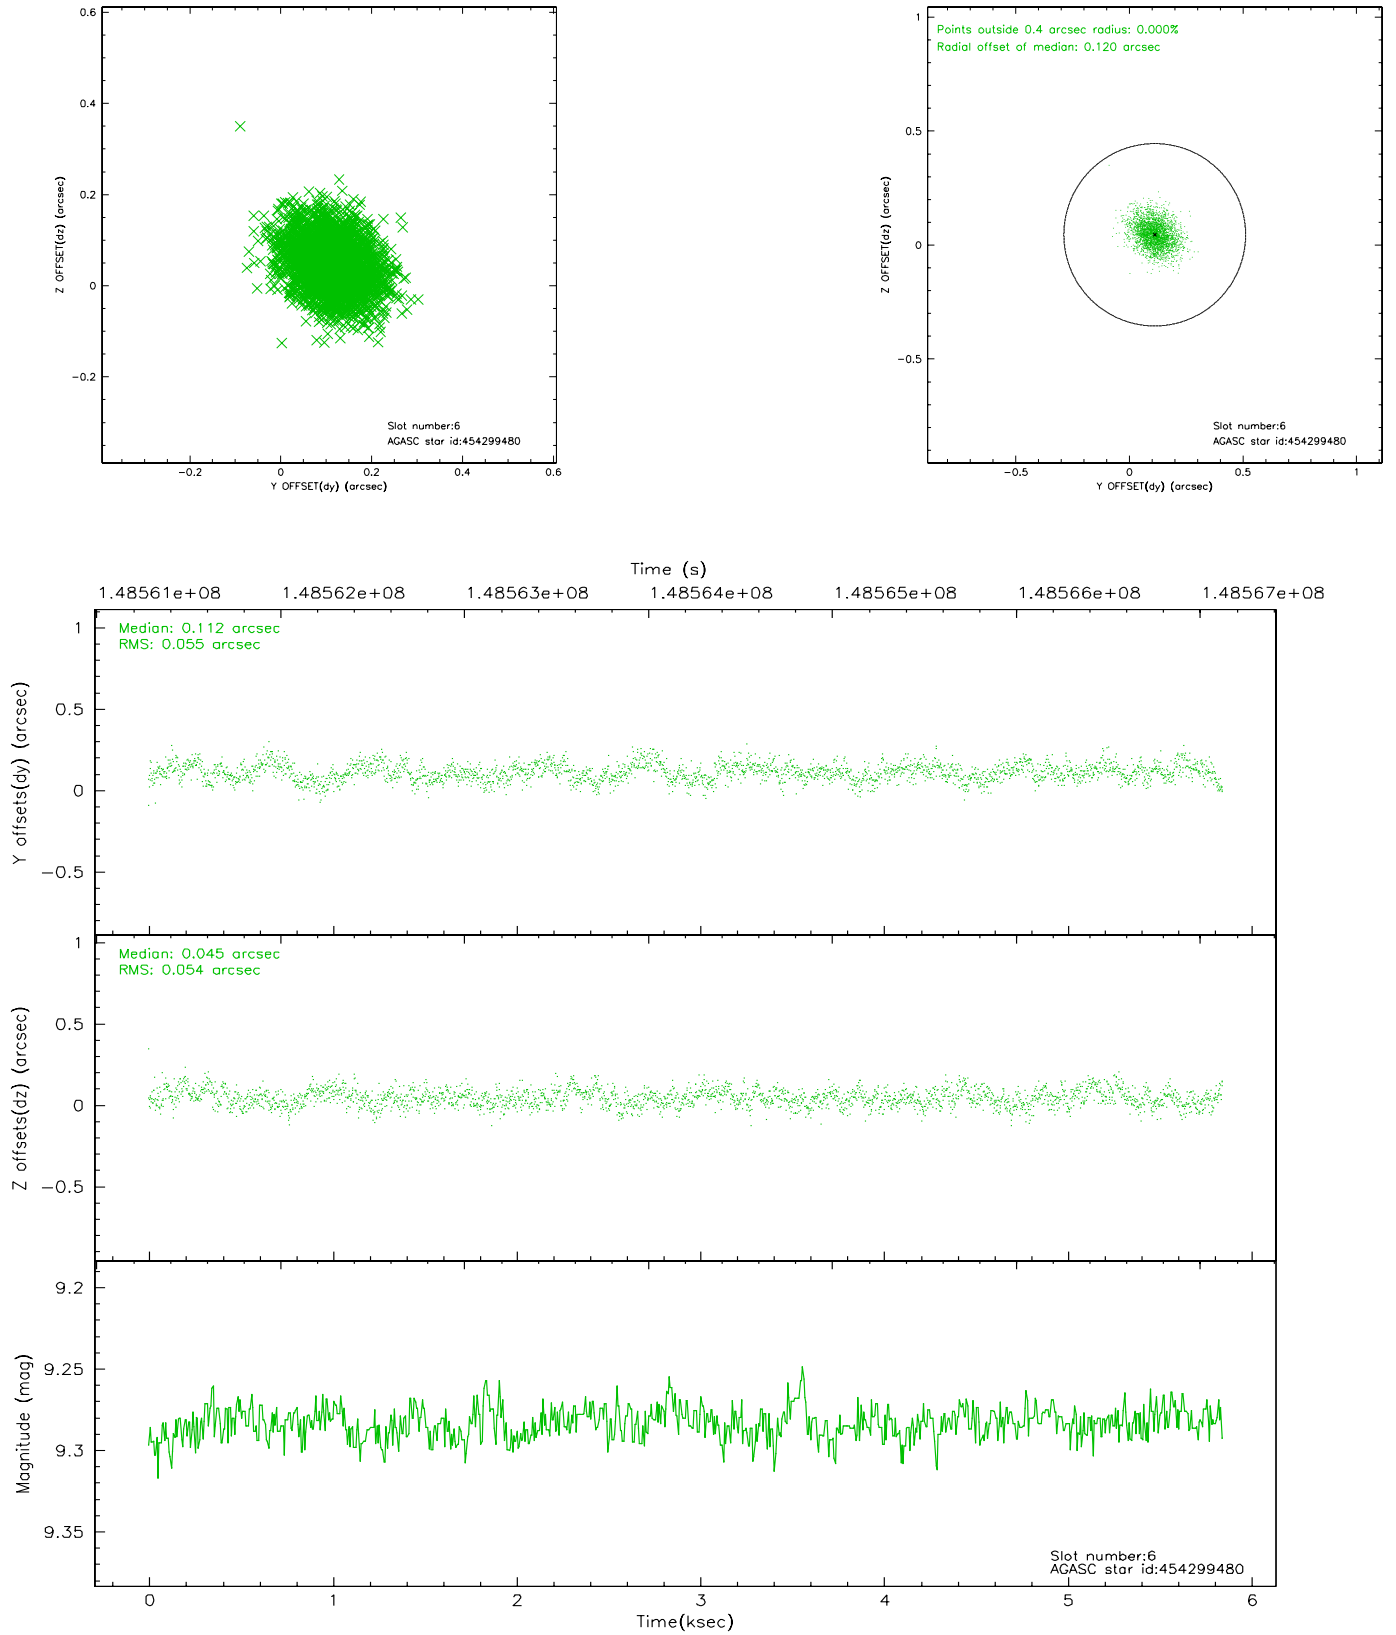 0.6
0.4
0.2
0
−0.2
Z OFFSET(dz) (arcsec)
Slot number:6
AGASC star id:454299480
−0.2 0 0.2 0.4 0.6
Y OFFSET(dy) (arcsec)
1
0.5
0
−0.5
Z OFFSET(dz) (arcsec)
Points outside 0.4 arcsec radius: 0.000%
Radial offset of median: 0.120 arcsec
Slot number:6
AGASC star id:454299480
−0.5 0 0.5 1
Y OFFSET(dy) (arcsec)
Time (s)
1.48561e+08 1.48562e+08 1.48563e+08 1.48564e+08 1.48565e+08 1.48566e+08 1.48567e+08
Median: 0.112 arcsec
RMS: 0.055 arcsec
1
0.5
0
−0.5
Y offsets(dy) (arcsec)
Median: 0.045 arcsec
RMS: 0.054 arcsec
1
0.5
0
−0.5
Z offsets(dz) (arcsec)
9.2
9.25
9.3
9.35
Magnitude (mag)
Slot number:6
AGASC star id:454299480
0 1 2 3 4 5 6
Time(ksec)